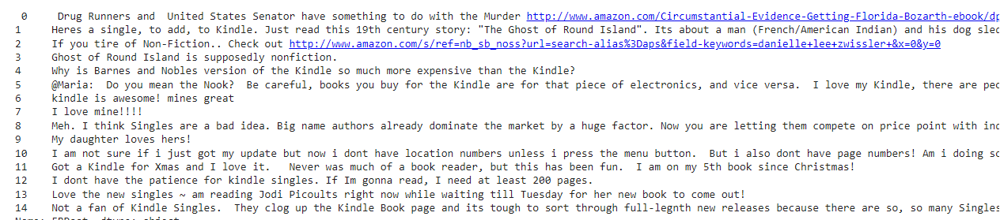 0 Drug Runners and United States Senator have something to do with the Murder http://www.amazon.com/Circumstantial-Evidence-Getting-Florida-Bozarth-ebook/dp
1 Heres a single, to add, to Kindle. Just read this 19th century story: "The Ghost of Round Island". Its about a man (French/American Indian) and his dog sled
2 If you tire of Non-Fiction.. Check out http://www.amazon.com/s/ref=nb_sb_noss?url=search-alias%3Daps&field-keywords=danielle+lee+zwissler+&x=0&y=0
3 Ghost of Round Island is supposedly nonfiction.
4 Why is Barnes and Nobles version of the Kindle so much more expensive than the Kindle?
5 @Maria: Do you mean the Nook? Be careful, books you buy for the Kindle are for that piece of electronics, and vice versa. I love my Kindle, there are
6 kindle is awesome! mines great
7 I love mine!!!!
8 Meh. I think Singles are a bad idea. Big name authors already dominate the market by a huge factor. Now you are letting them compete on price point with
9 My daughter loves hers!
10 I am not sure if i just got my update but now i dont have location numbers unless i press the menu button. But i also dont have page numbers! Am i doing
11 Got a Kindle for Xmas and I love it. Never was much of a book reader, but this has been fun. I am on my 5th book since Christmas!
12 I dont have the patience for kindle singles. If Im gonna read, I need at least 200 pages.
13 Love the new singles ~ am reading Jodi Picoults right now while waiting till Tuesday for her new book to come out!
14 Not a fan of Kindle Singles. They clog up the Kindle Book page and its tough to sort through full-legnth new releases because there are so, so many Singles